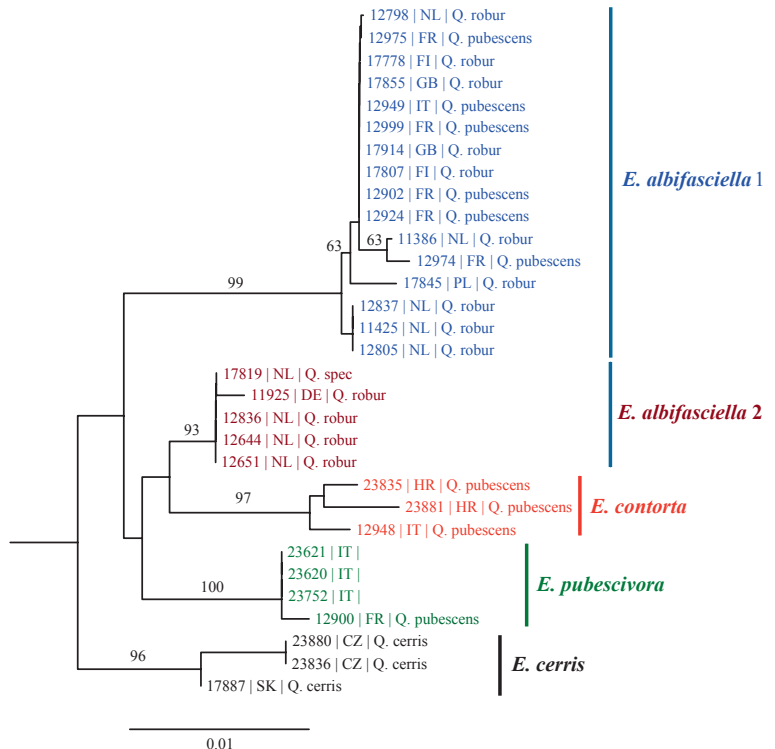 12798 | NL | Q. robur
12975 | FR | Q. pubescens
17778 | FI | Q. robur
17855 | GB | Q. robur
12949 | IT | Q. pubescens
12999 | FR | Q. pubescens
17914 | GB | Q. robur
E. albifasciella 1
17807 | FI | Q. robur
12902 | FR | Q. pubescens
12924 | FR | Q. pubescens
63
63
11386 | NL | Q. robur
12974 | FR | Q. pubescens
99
17845 | PL | Q. robur
12837 | NL | Q. robur
11425 | NL | Q. robur
12805 | NL | Q. robur
17819 | NL | Q. spec
11925 | DE | Q. robur
E. albifasciella 2
93
12836 | NL | Q. robur
12644 | NL | Q. robur
12651 | NL | Q. robur
97
23835 | HR | Q. pubescens
23881 | HR | Q. pubescens
E. contorta
12948 | IT | Q. pubescens
23621 | IT |
23620 | IT |
E. pubescivora
100
23752 | IT |
12900 | FR | Q. pubescens
96
23880 | CZ | Q. cerris
23836 | CZ | Q. cerris
E. cerris
17887 | SK | Q. cerris
0.01